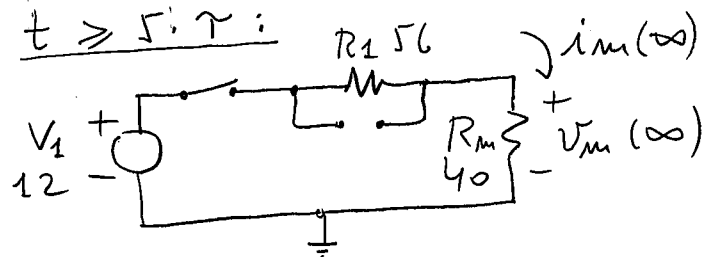 t ≥ 5·τ:
R1 56
im(∞)
V1
12
+
-
Rm
40
+
-
vm(∞)